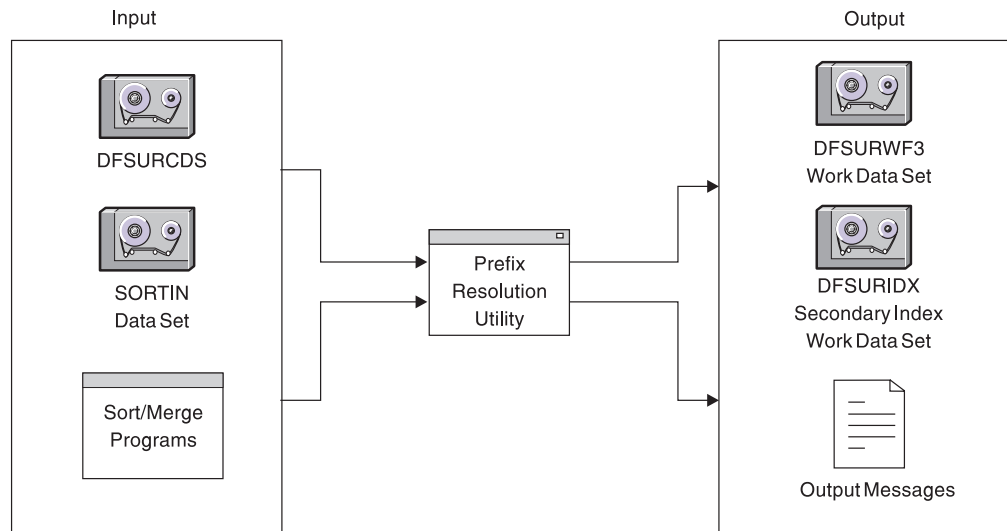 Input
DFSURCDS
SORTIN
Data Set
Sort/Merge
Programs
Prefix
Resolution
Utility
Output
DFSURWF3
Work Data Set
DFSURIDX
Secondary Index
Work Data Set
Output Messages